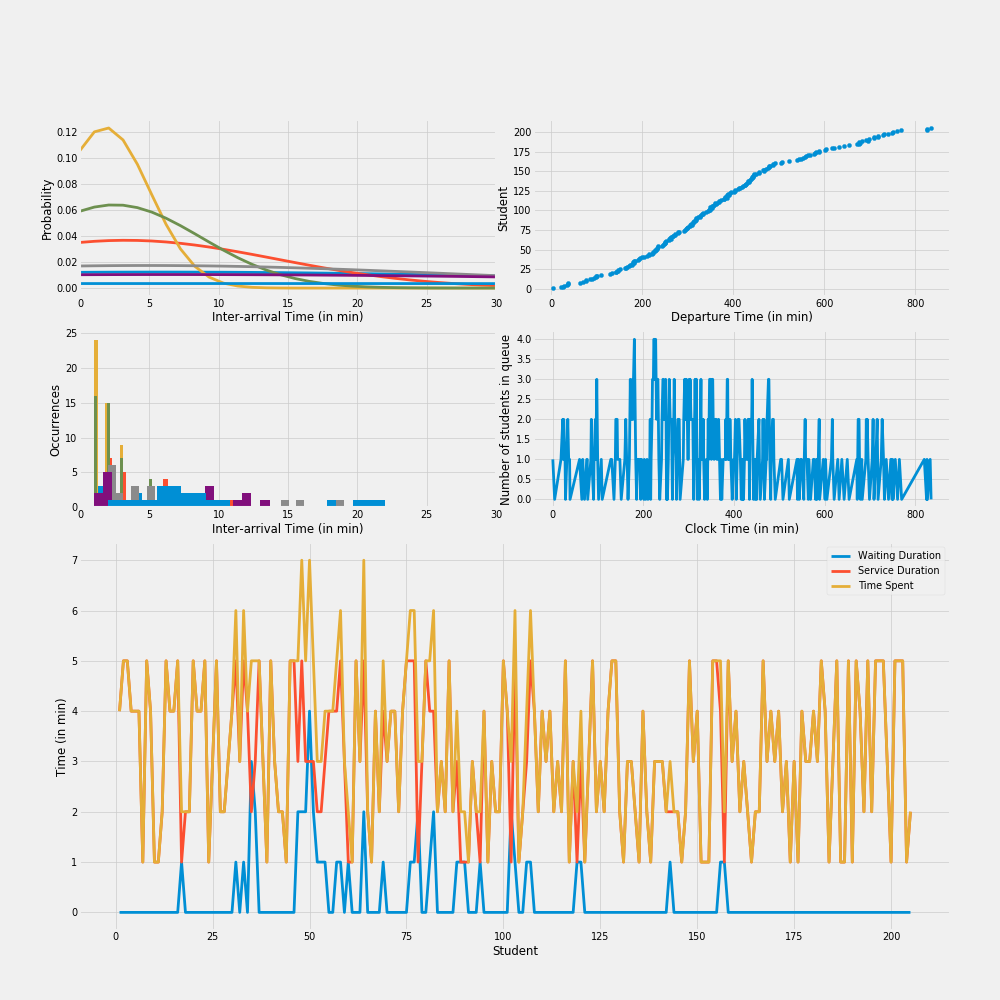 0.12
0.10
0.08
0.06
0.04
0.02
0.00
Probability
0 5 10 15 20 25 30
Inter-arrival Time (in min)
200
175
150
125
100
75
50
25
0
Student
0 200 400 600 800
Departure Time (in min)
25
20
15
10
5
0
Occurrences
0 5 10 15 20 25 30
Inter-arrival Time (in min)
4.0
3.5
3.0
2.5
2.0
1.5
1.0
0.5
0.0
Number of students in queue
0 200 400 600 800
Clock Time (in min)
7
6
5
4
3
2
1
0
Time (in min)
Waiting Duration
Service Duration
Time Spent
0 25 50 75 100 125 150 175 200
Student